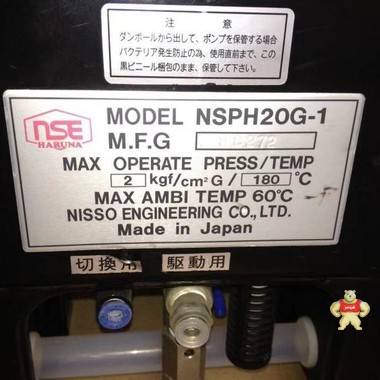 注意
ダンボールから出して、ポンプを保管する場合
バクテリア発生防止の為、使用直前まで、この
黒ビニール梱包のまま、保管して下さい。
nse
HARUNA
MODEL NSPH20G-1
M.F.G
MAX OPERATE PRESS/TEMP
2 kgf/cm²G / 180 ℃
MAX AMBI TEMP 60℃
NISSO ENGINEERING CO., LTD.
Made in Japan
切換用
駆動用